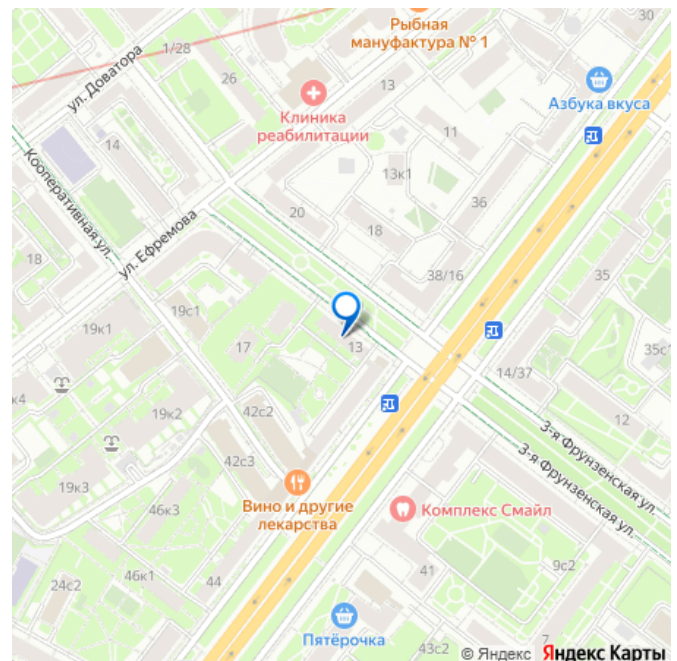 30
Рыбная
мануфактура № 1
1/28
ул. Доватора
26
13
Азбука вкуса
Клиника
реабилитации
11
14
13к1
Кооперативная ул.
36
20
18
ул. Ефремова
18
38/16
35
19с1
19к1
17
13
35с1
14/37
к4
42с2
12
19к2
3-я Фрунзенская ул.
42с3
3-я Фрунзенская ул.
19к3
Вино и другие
лекарства
46к3
Комплекс Смайл
9с2
41
46к1
44
24с2
7
Пятёрочка
43с2
© Яндекс Яндекс Карты